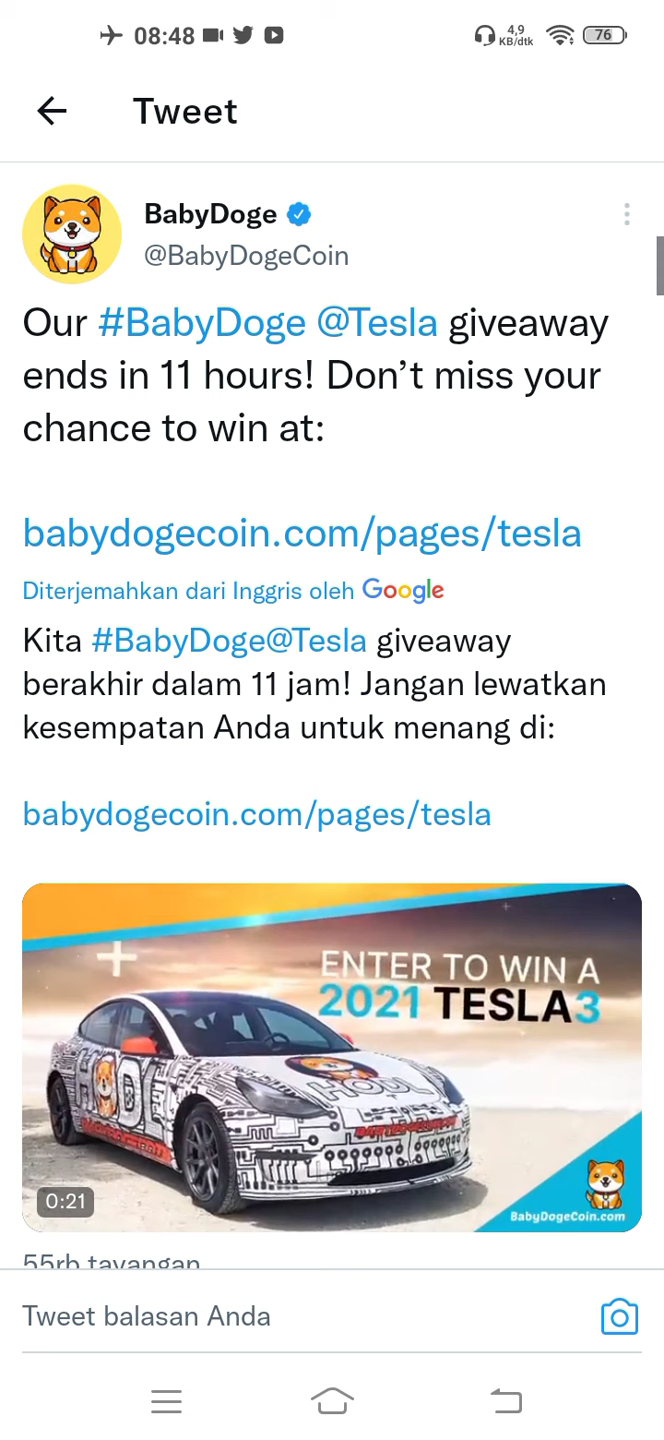 08:48
4,9
KB/dtk
76
Tweet
BabyDoge
@BabyDogeCoin
Our #BabyDoge @Tesla giveaway
ends in 11 hours! Don’t miss your
chance to win at:
babydogecoin.com/pages/tesla
Diterjemahkan dari Inggris oleh Google
Kita #BabyDoge@Tesla giveaway
berakhir dalam 11 jam! Jangan lewatkan
kesempatan Anda untuk menang di:
babydogecoin.com/pages/tesla
ENTER TO WIN A
2021 TESLA3
HODL
HODL
0:21
BabyDogeCoin.com
55rb tayangan
Tweet balasan Anda